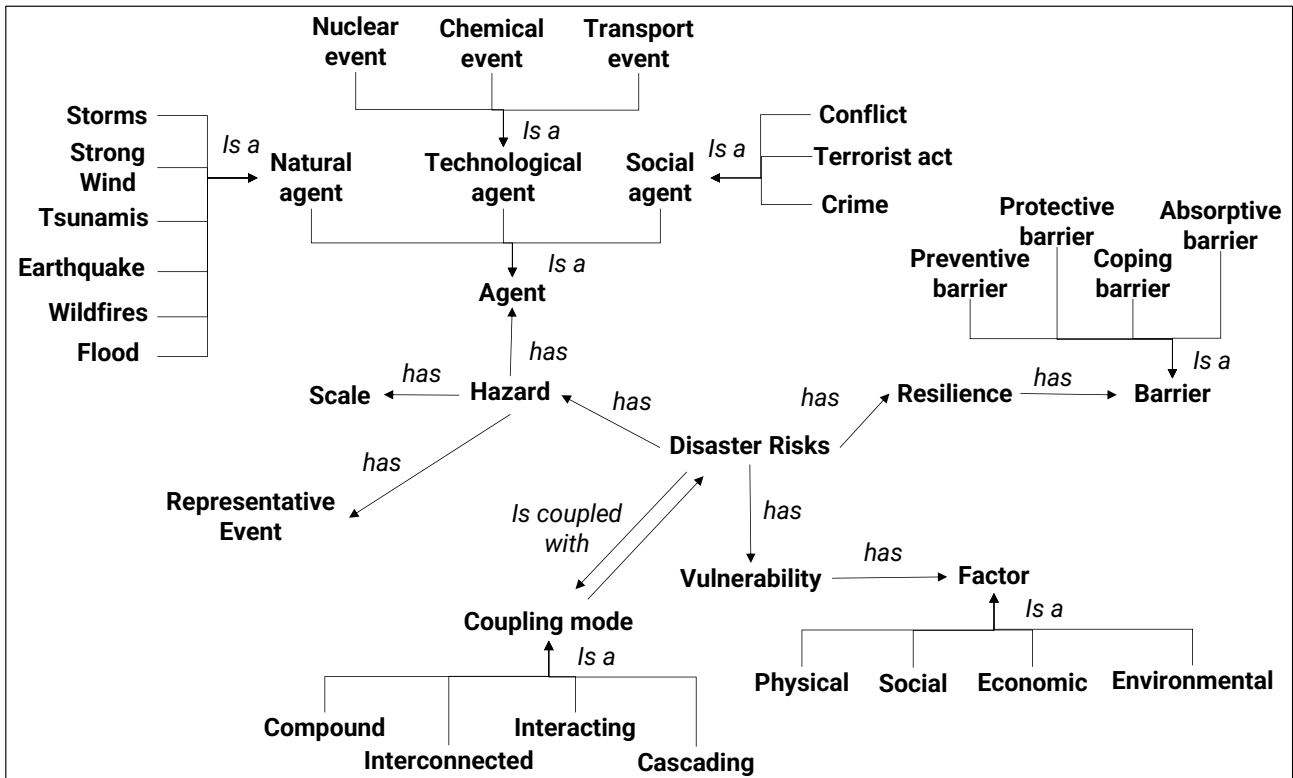 Nuclear
event
Chemical
event
Transport
event
Storms
Strong
Wind
Tsunamis
Earthquake
Wildfires
Flood
Is a
Natural
agent
Is a
Technological
agent
Social
agent
Is a
Conflict
Terrorist act
Crime
Is a
Agent
Protective
barrier
Absorptive
barrier
Preventive
barrier
Coping
barrier
Is a
has
Scale
has
Hazard
has
has
Resilience
has
Barrier
Disaster Risks
has
Representative
Event
Is coupled
with
has
Vulnerability
has
Factor
Is a
Coupling mode
Is a
Physical
Social
Economic
Environmental
Compound
Interconnected
Interacting
Cascading